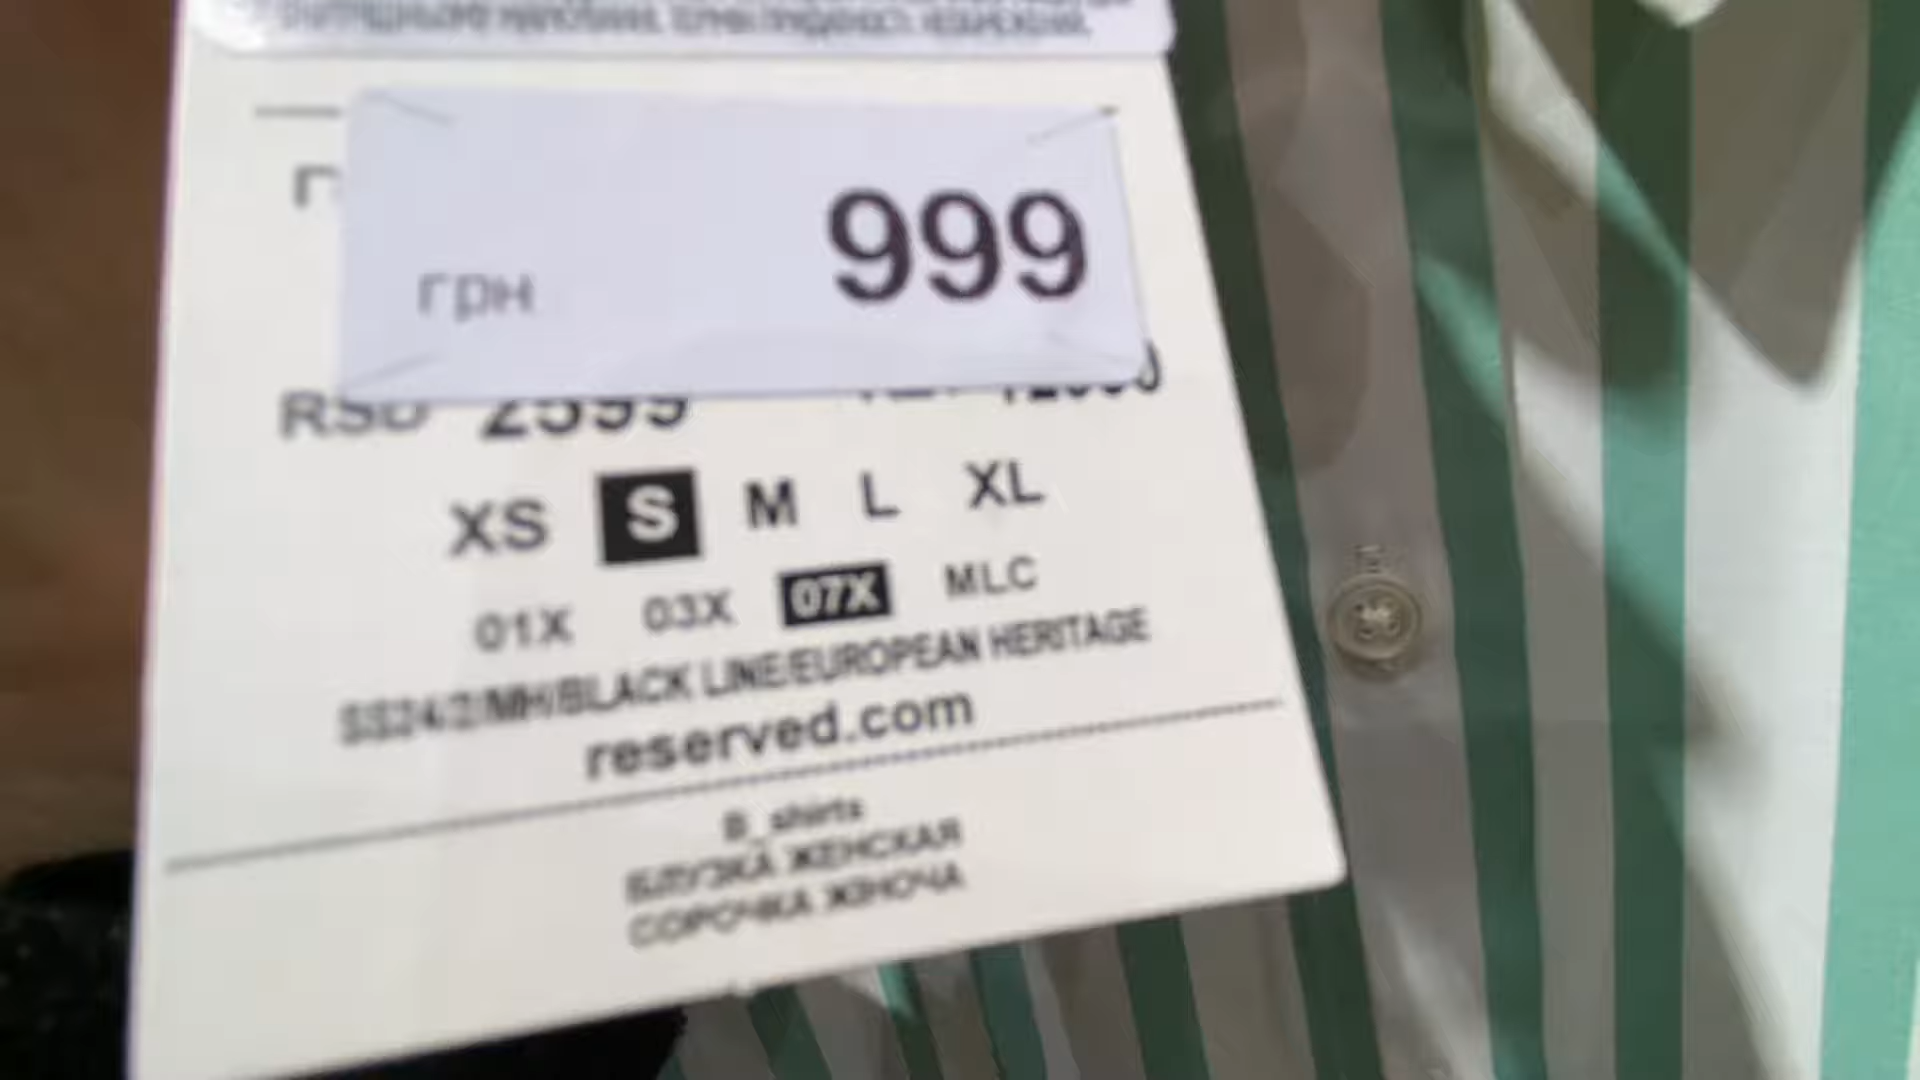 999
грн
RSD 2599
XS S M L XL
01X 03X 07X MLC
SS24/2/MH/BLACK LINE/EUROPEAN HERITAGE
reserved.com
B_shirts
БЛУЗКА ЖЕНСКАЯ
СОРОЧКА ЖІНОЧА